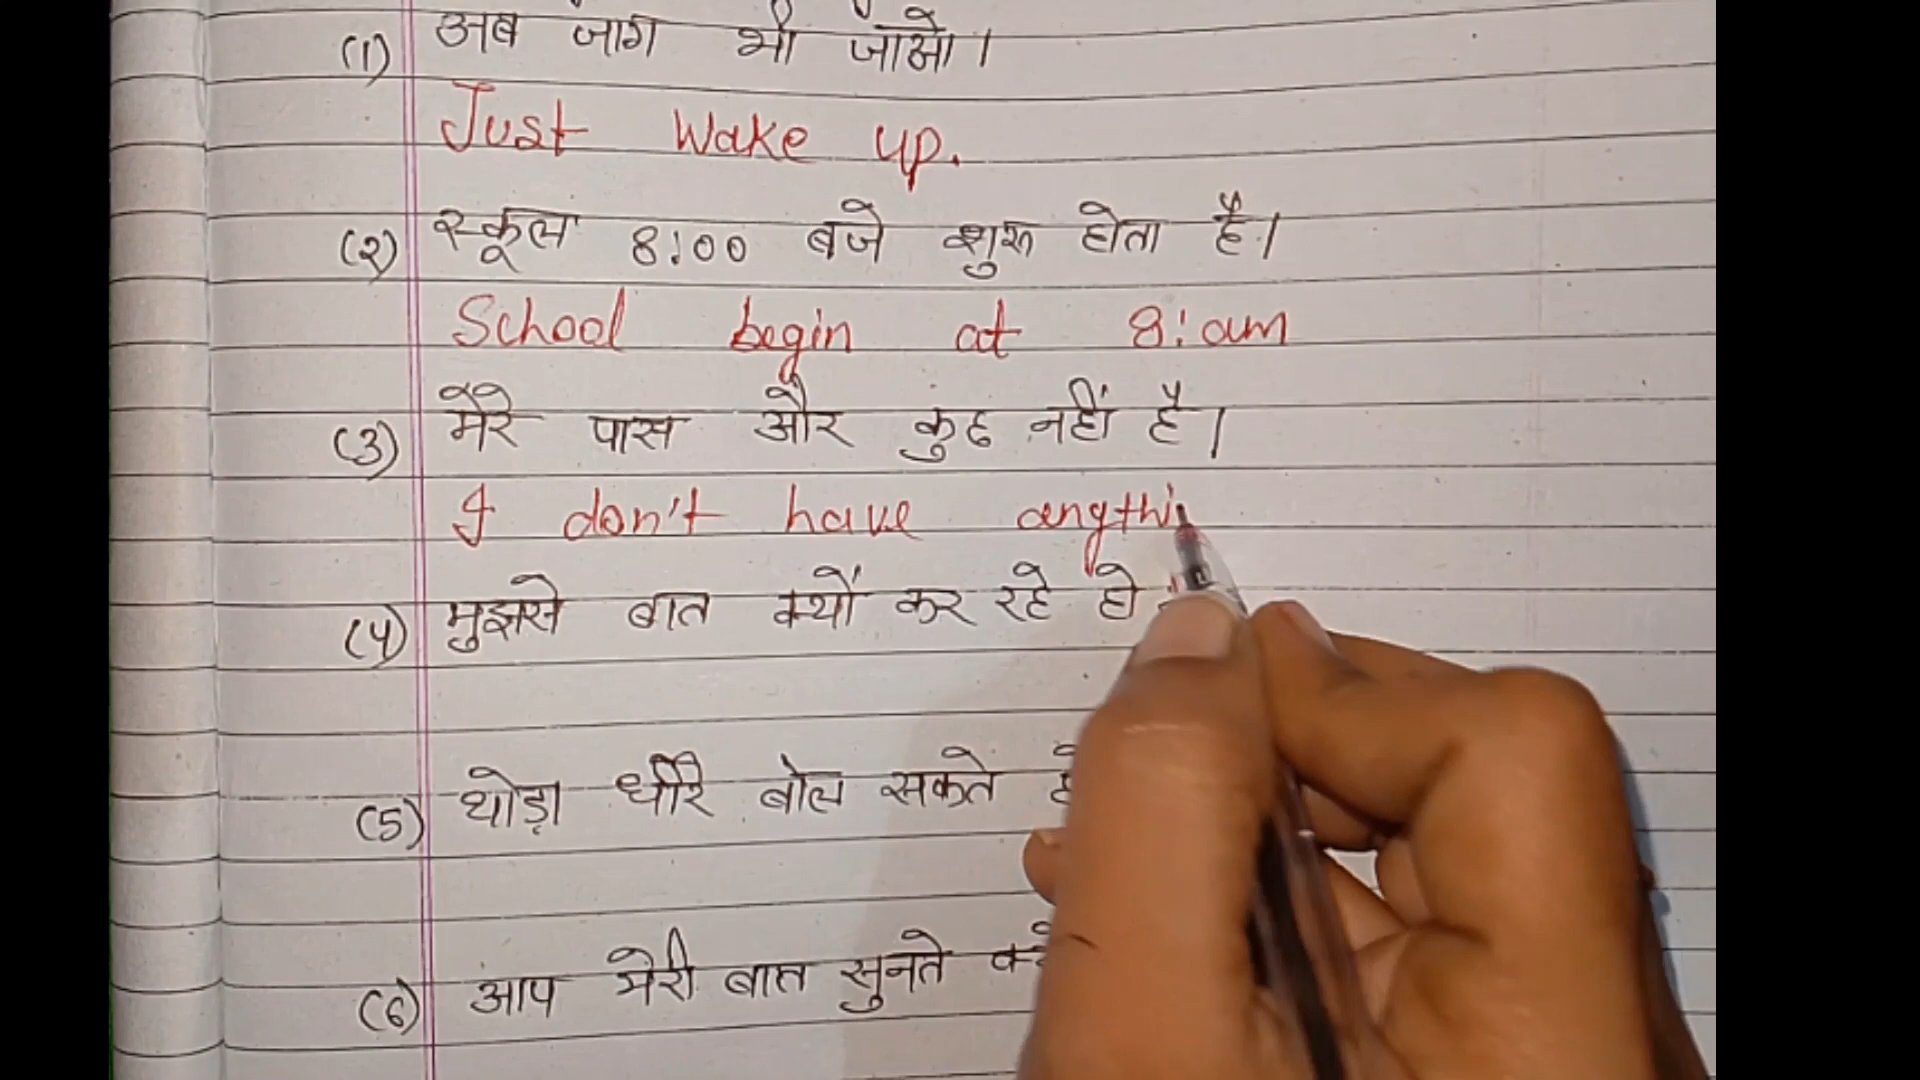 (1) अब जाग भी जाओ।
Just Wake up.
(२) स्कूल 8:00 बजे शुरू होता है।
School begin at 8:am
(3) मेरे पास और कुछ नहीं है।
I don't have anythi
(4) मुझसे बात क्यों कर रहे हो
(5) थोड़ा धीरे बोल सकते
(6) आप मेरी बात सुनते